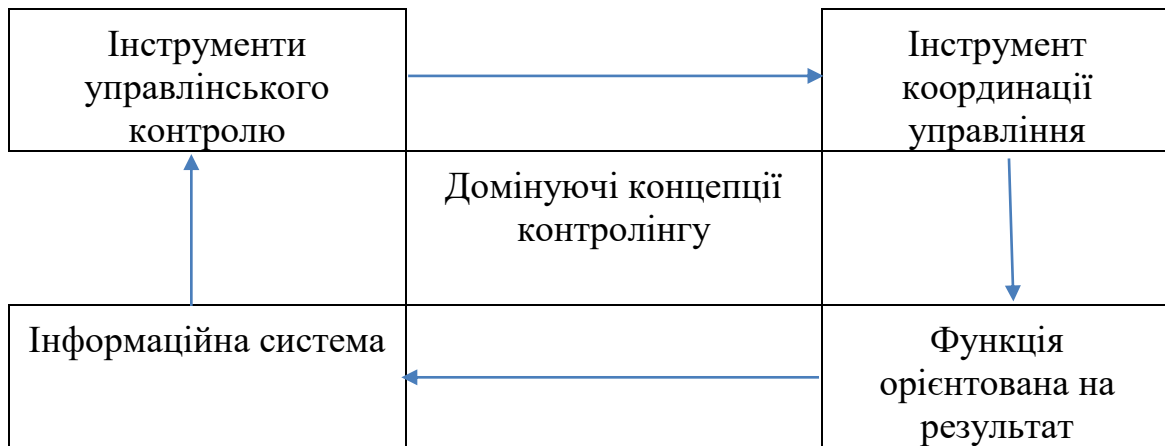 Інструменти
управлінського
контролю
Інструмент
координації
управління
Домінуючі концепції
контролінгу
Інформаційна система
Функція
орієнтована на
результат